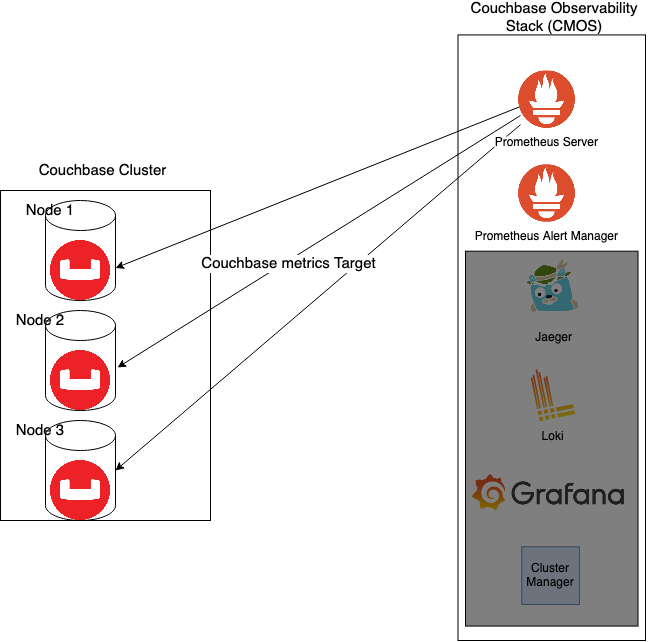 Couchbase Observability
Stack (CMOS)
Prometheus Server
Couchbase Cluster
Node 1
Prometheus Alert Manager
Couchbase metrics Target
Node 2
Jaeger
Node 3
Loki
Grafana
Cluster
Manager